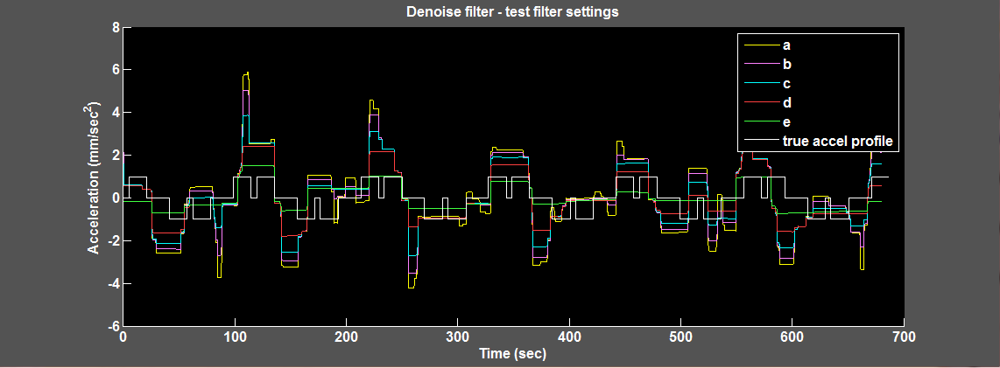 Denoise filter - test filter settings
8
6
4
2
0
-2
-4
-6
Acceleration (mm/sec²)
a
b
c
d
e
true accel profile
0 100 200 300 400 500 600 700
Time (sec)